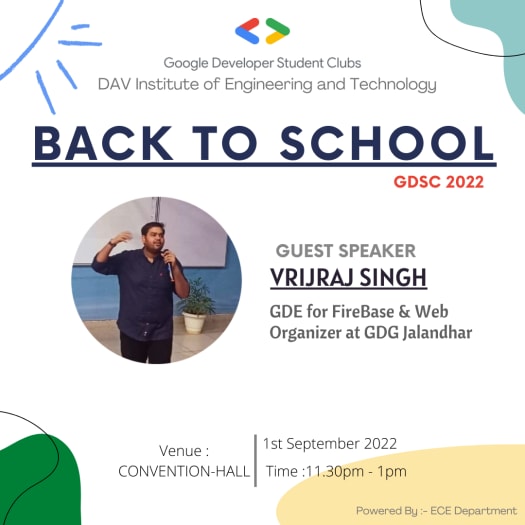 Google Developer Student Clubs
DAV Institute of Engineering and Technology
BACK TO SCHOOL
GDSC 2022
GUEST SPEAKER
VRIJRAJ SINGH
GDE for FireBase & Web
Organizer at GDG Jalandhar
Venue :
CONVENTION-HALL
1st September 2022
Time :11.30pm - 1pm
Powered By :- ECE Department